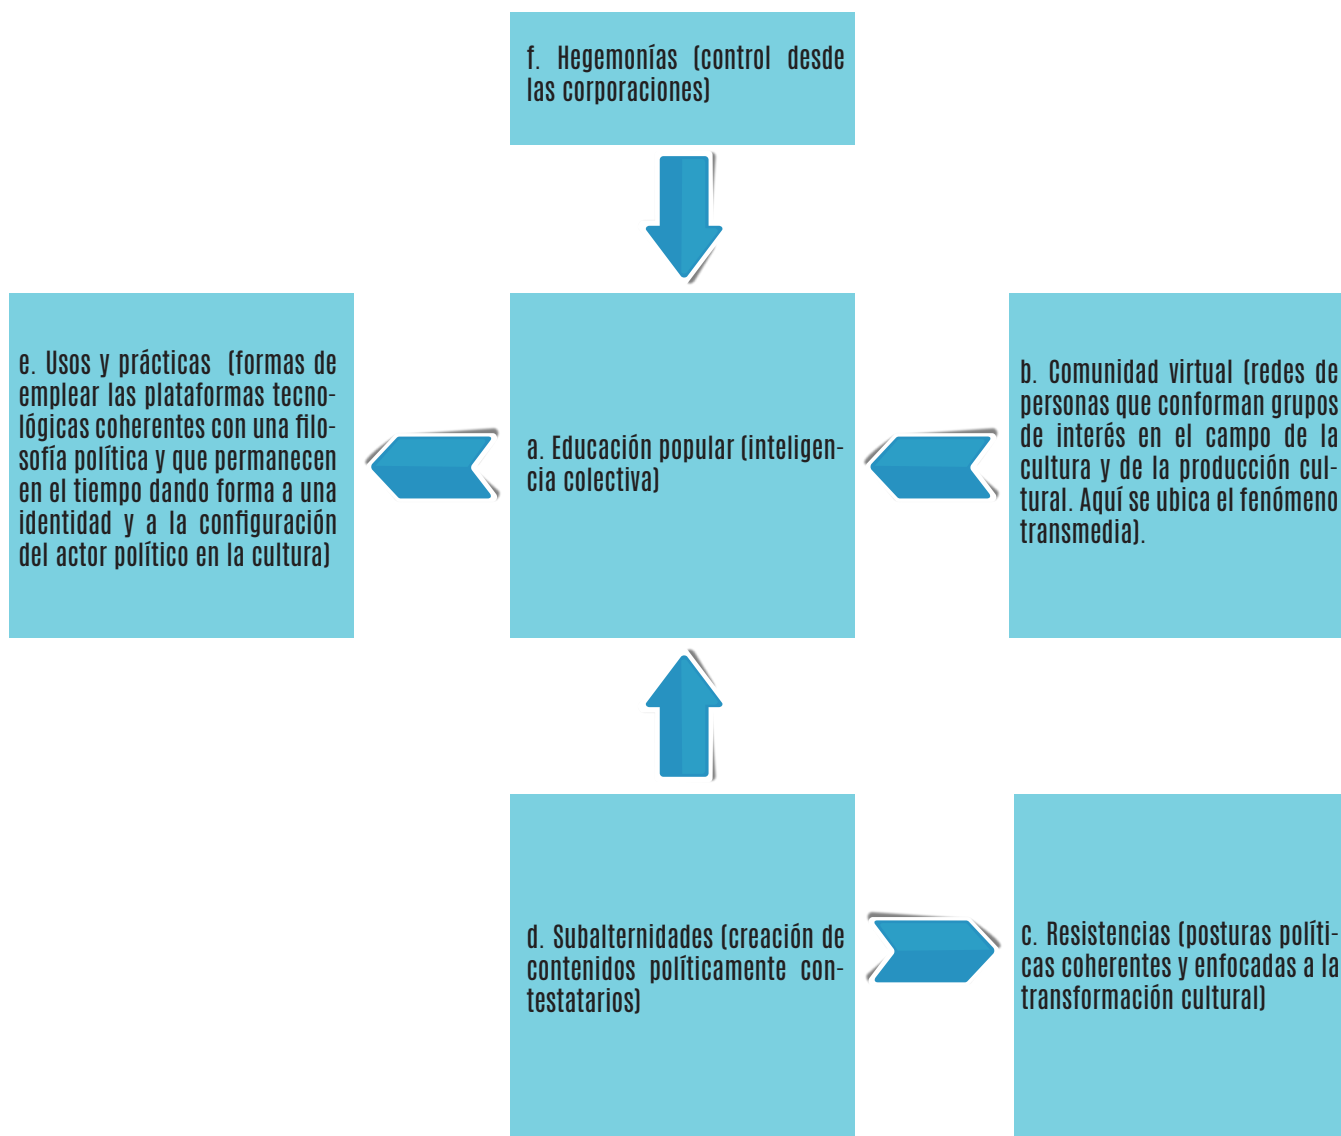 f. Hegemonías (control desde
las corporaciones)
e. Usos y prácticas (formas de
emplear las plataformas tecno-
lógicas coherentes con una filo-
sofía política y que permanecen
en el tiempo dando forma a una
identidad y a la configuración
del actor político en la cultura)
a. Educación popular (inteligen-
cia colectiva)
b. Comunidad virtual (redes de
personas que conforman grupos
de interés en el campo de la
cultura y de la producción cul-
tural. Aquí se ubica el fenómeno
transmedia).
d. Subalternidades (creación de
contenidos políticamente con-
testatarios)
c. Resistencias (posturas políti-
cas coherentes y enfocadas a la
transformación cultural)